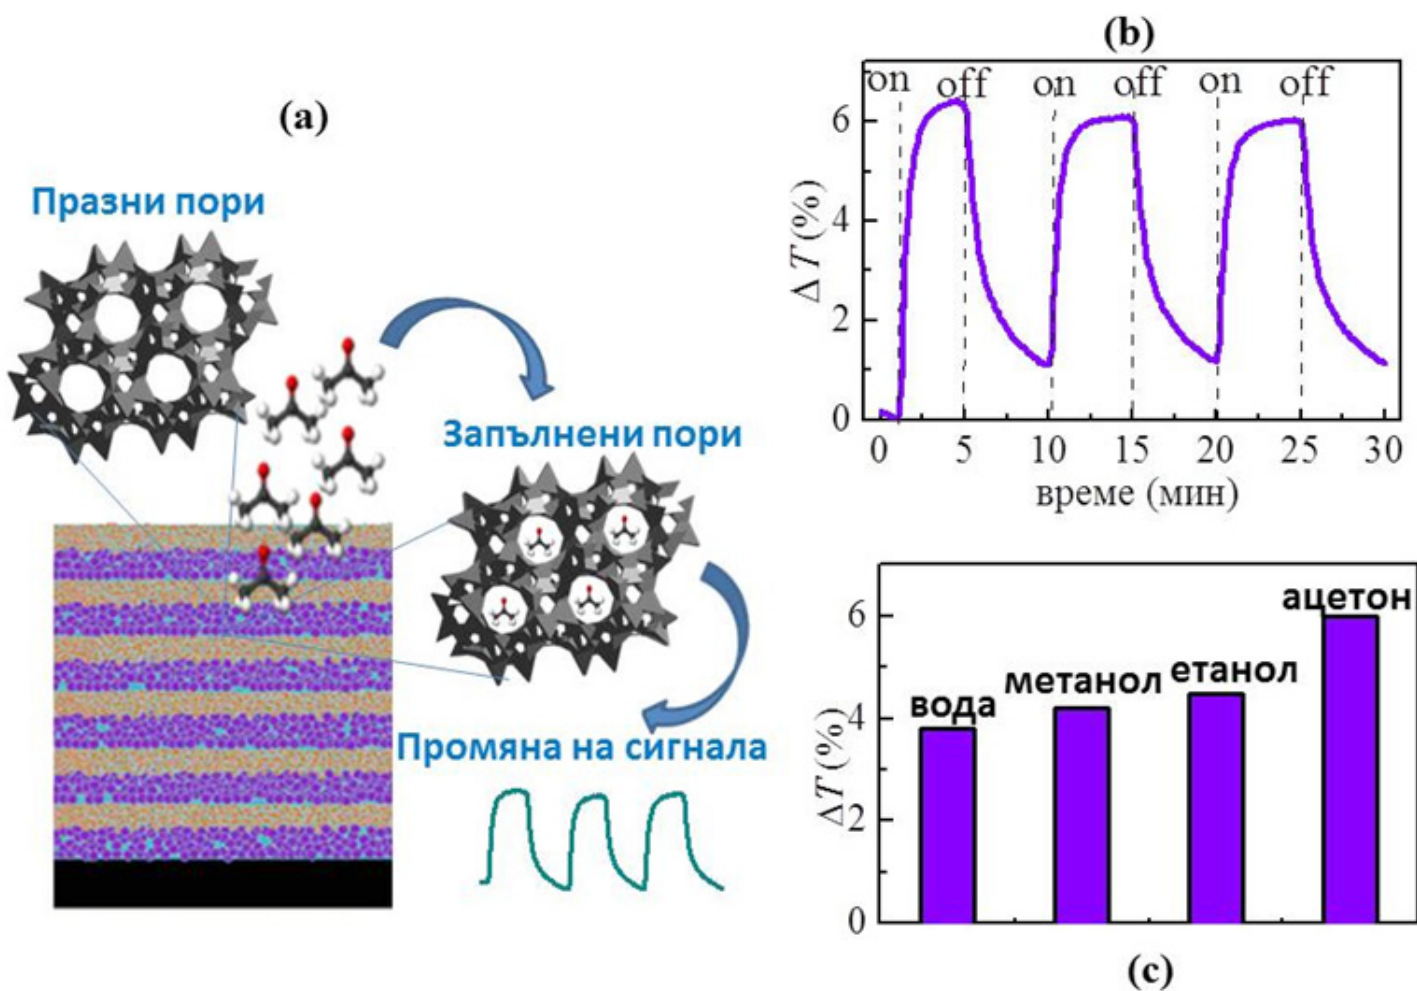 (a)
Празни пори
Запълнени пори
Промяна на сигнала
(b)
on off on off on off
6
4
2
0
ΔT (%)
0 5 10 15 20 25 30
време (мин)
6
4
2
0
ΔT (%)
вода метанол етанол ацетон
(c)